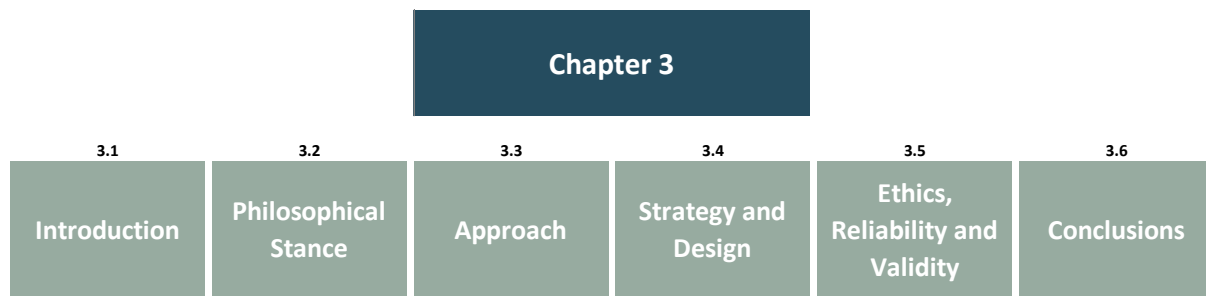 Chapter 3
3.1
3.2
3.3
3.4
3.5
3.6
Introduction
Philosophical
Stance
Approach
Strategy and
Design
Ethics,
Reliability and
Validity
Conclusions